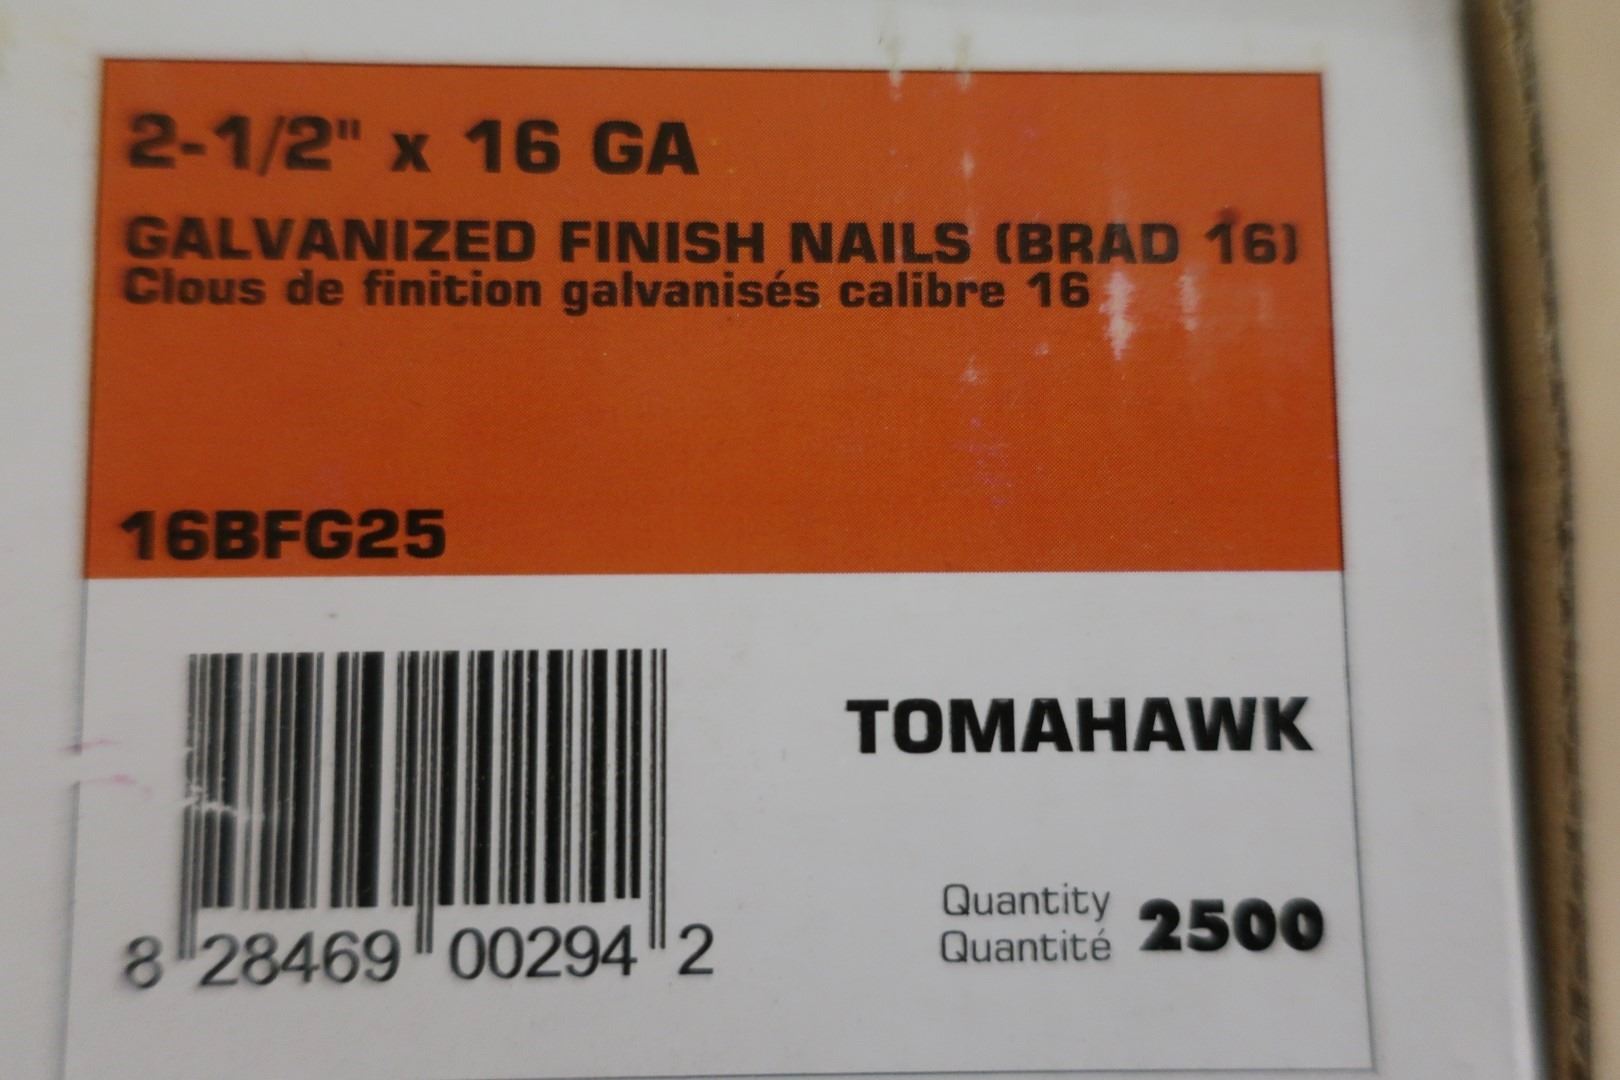 2-1/2" x 16 GA
GALVANIZED FINISH NAILS (BRAD 16)
Clous de finition galvanisés calibre 16
16BFG25
TOMAHAWK
Quantity
Quantité 2500
8 28469 00294 2